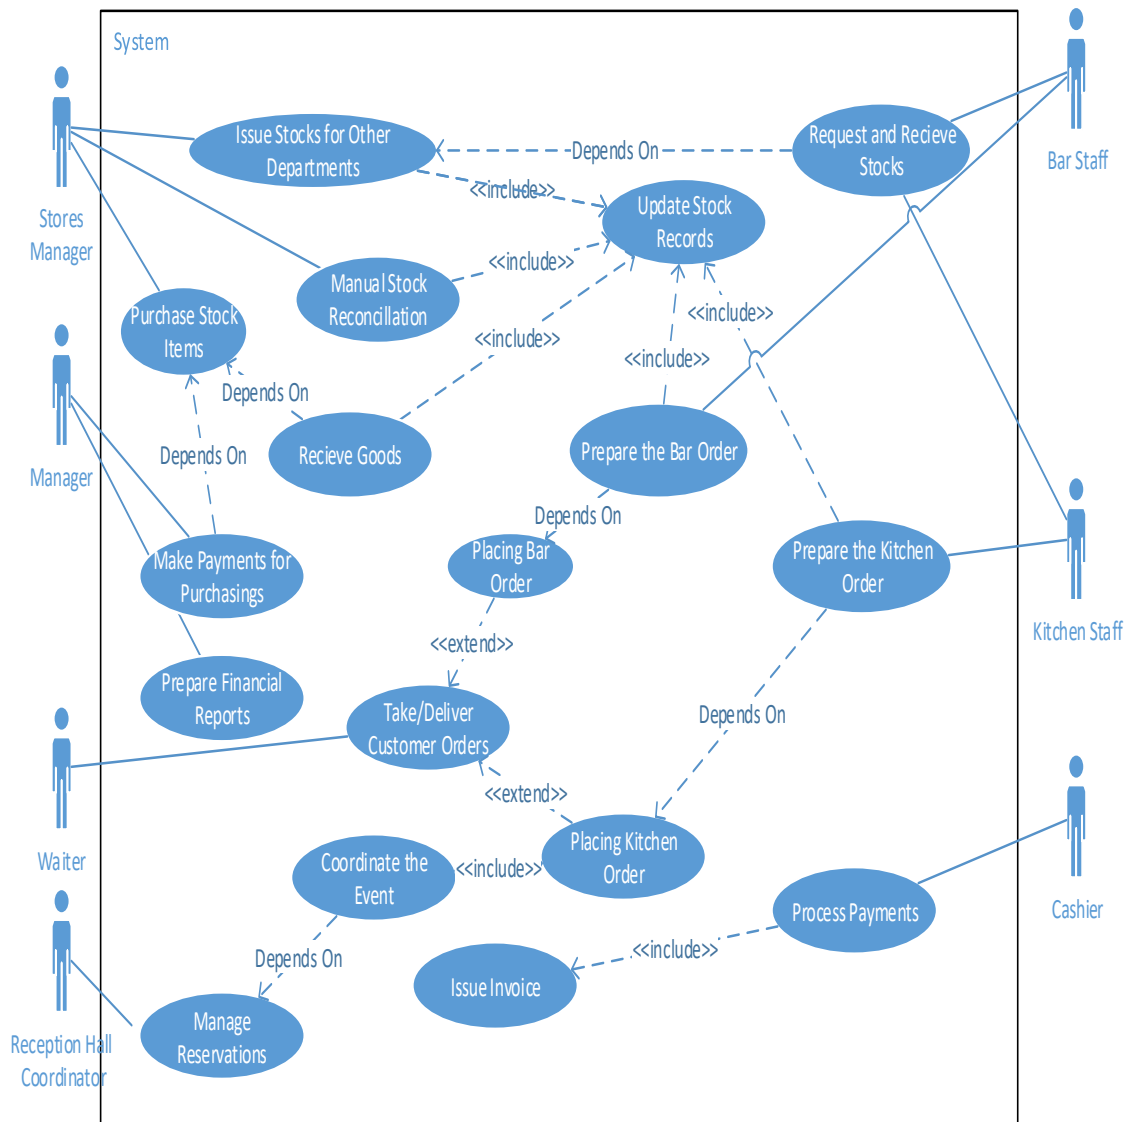 System
Stores
Manager
Manager
Waiter
Reception Hall
Coordinator
Bar Staff
Kitchen Staff
Cashier
Issue Stocks for Other
Departments
Depends On
Request and Recieve
Stocks
<<include>>
Update Stock
Records
<<include>>
Manual Stock
Reconcillation
Purchase Stock
Items
<<include>>
<<include>>
<<include>>
Depends On
Recieve Goods
Prepare the Bar Order
Depends On
Depends On
Placing Bar
Order
Make Payments for
Purchasings
Prepare the Kitchen
Order
<<extend>>
Prepare Financial
Reports
Take/Deliver
Customer Orders
Depends On
<<extend>>
Placing Kitchen
Order
Coordinate the
Event
<<include>>
Process Payments
<<include>>
Depends On
Issue Invoice
Manage
Reservations